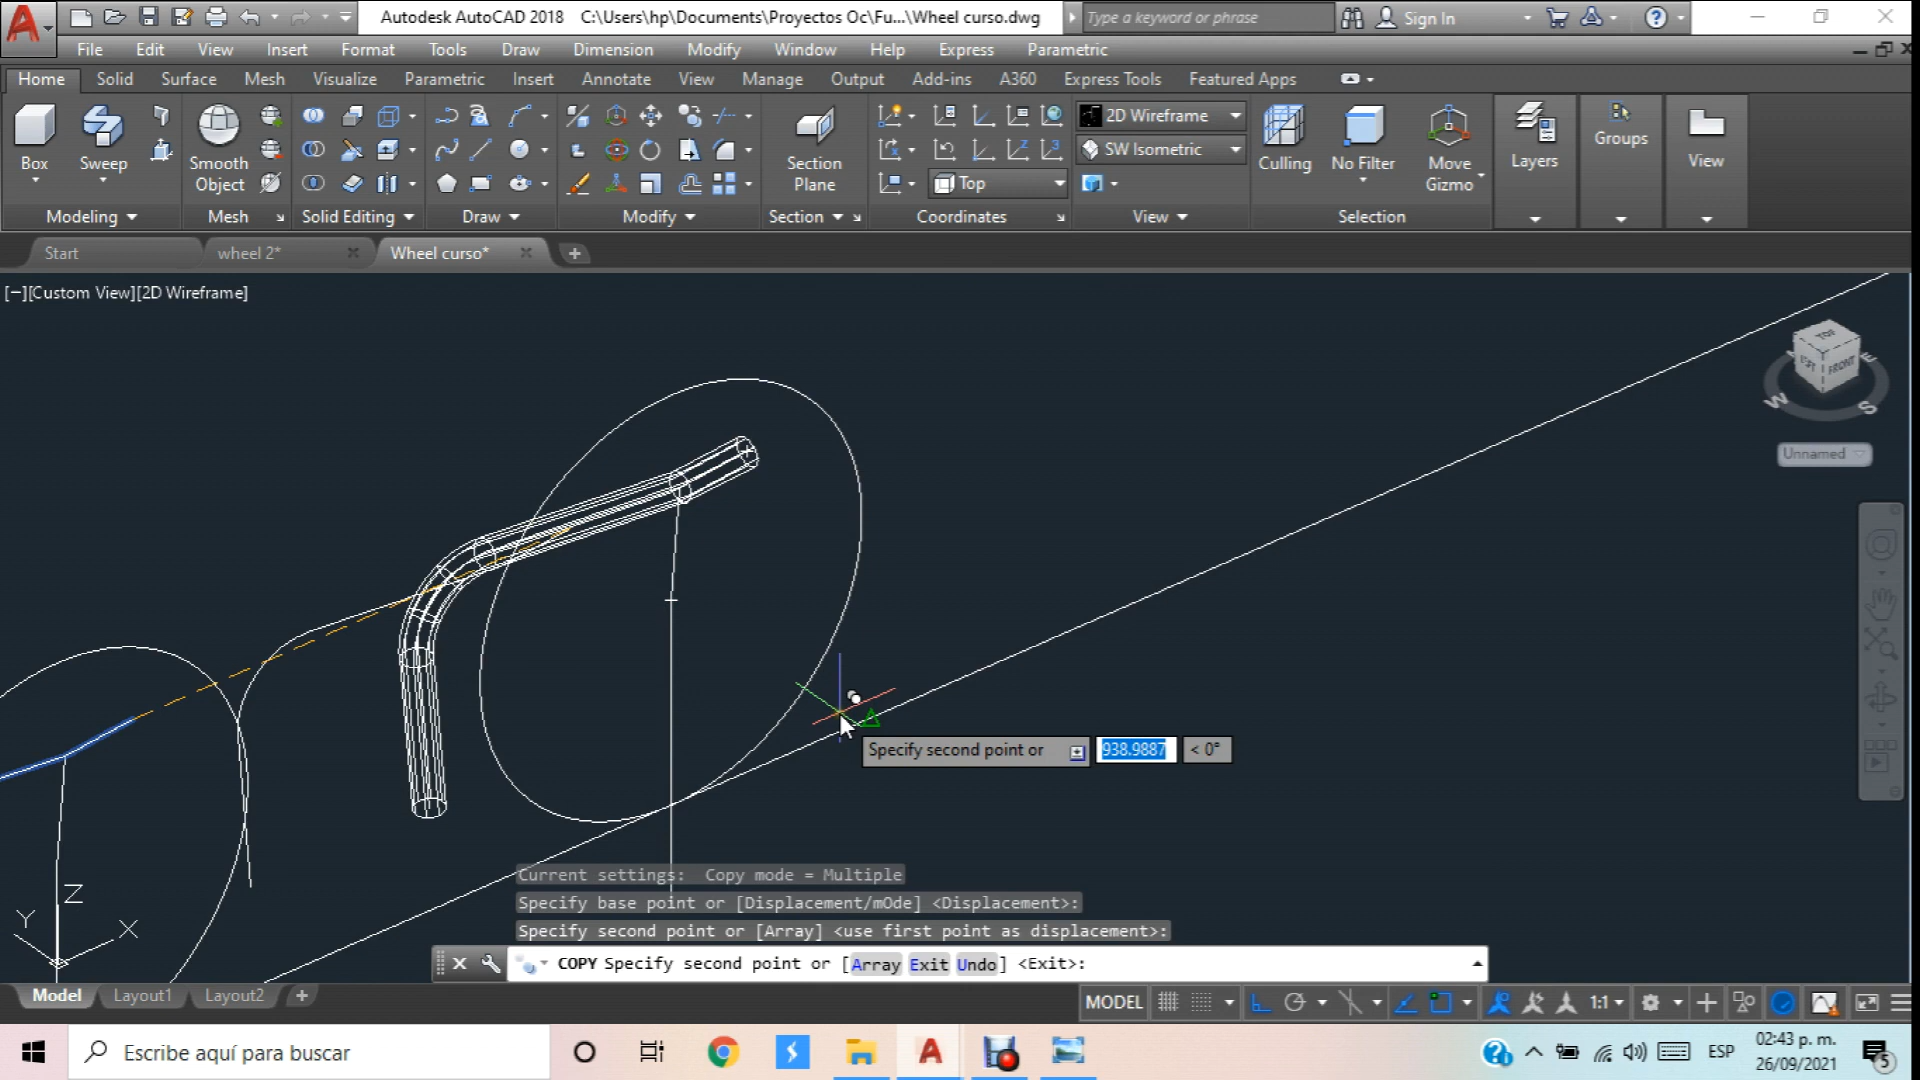 Autodesk AutoCAD 2018 C:\Users\hp\Documents\Proyectos Oc\Fu...\Wheel curso.dwg
Type a keyword or phrase
Sign In
File Edit View Insert Format Tools Draw Dimension Modify Window Help Express Parametric
Home Solid Surface Mesh Visualize Parametric Insert Annotate View Manage Output Add-ins A360 Express Tools Featured Apps
Box
Sweep
Smooth Object
Section Plane
2D Wireframe
SW Isometric
Top
Culling
No Filter
Move Gizmo
Layers
Groups
View
Modeling Mesh Solid Editing Draw Modify Section Coordinates View Selection
Start wheel 2* Wheel curso*
[−][Custom View][2D Wireframe]
TOP
FRONT
W
S
E
Unnamed
Specify second point or 938.9887 < 0°
Z
Y
X
Current settings: Copy mode = Multiple
Specify base point or [Displacement/mOde] <Displacement>:
Specify second point or [Array] <use first point as displacement>:
COPY Specify second point or [Array Exit Undo] <Exit>:
Model Layout1 Layout2 +
MODEL
1:1
Escribe aquí para buscar
ESP
02:43 p. m.
26/09/2021
5